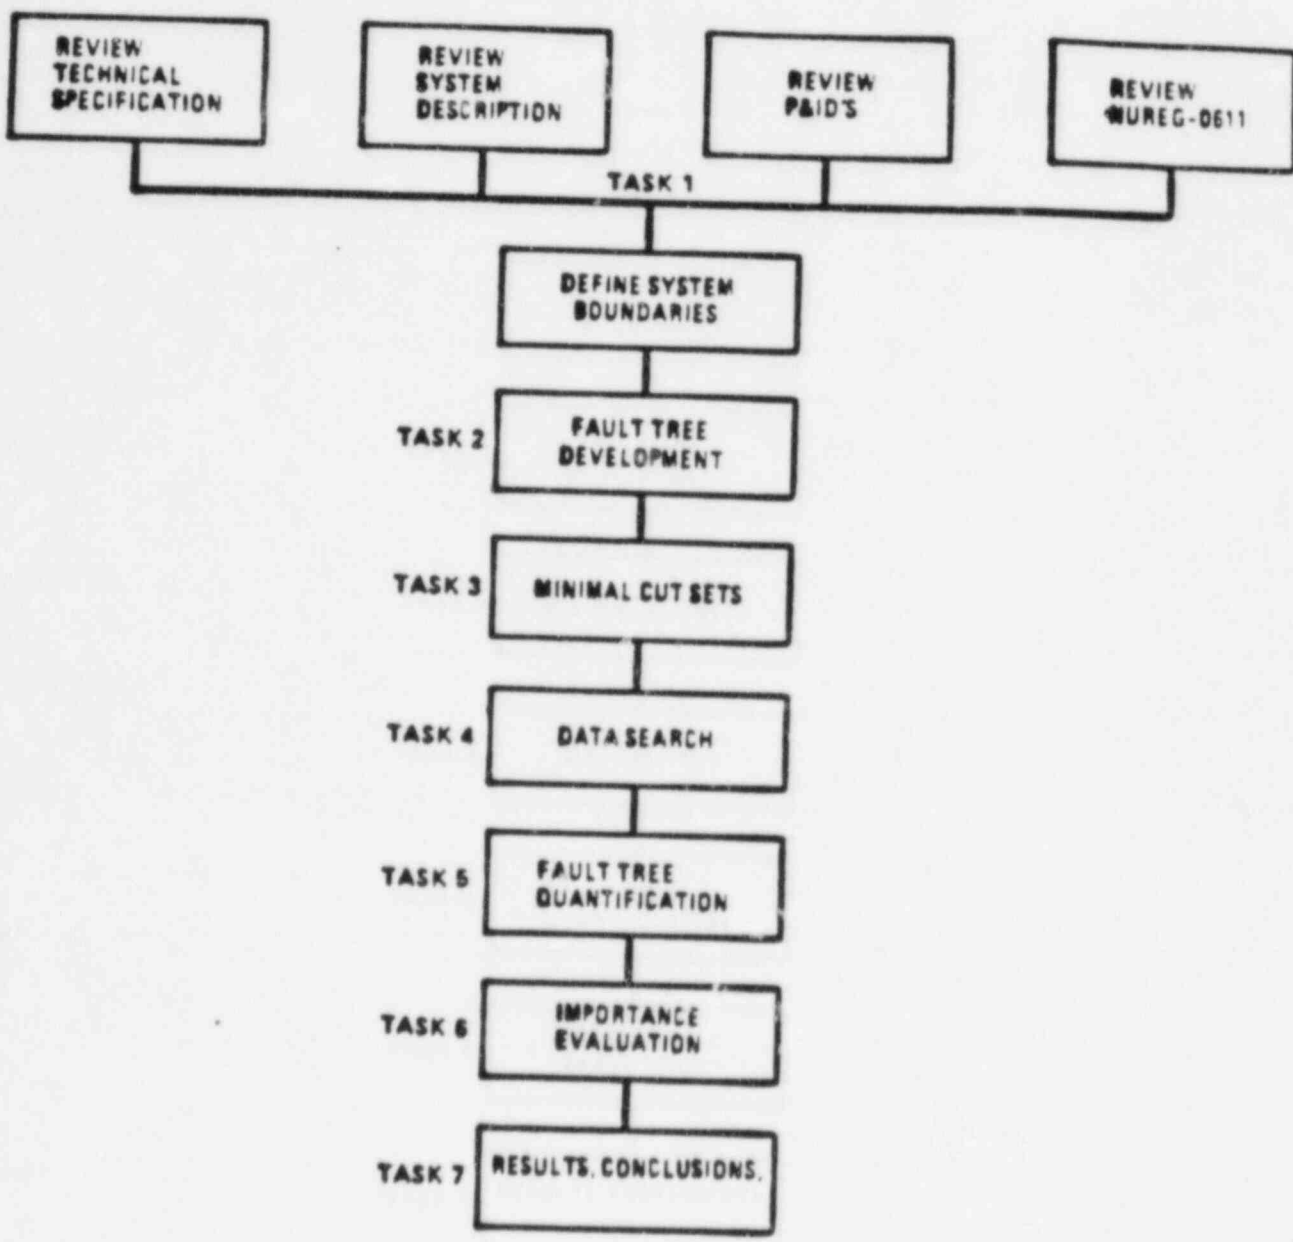 REVIEW
TECHNICAL
SPECIFICATION
REVIEW
SYSTEM
DESCRIPTION
REVIEW
P&ID'S
REVIEW
NUREG-0611
TASK 1
DEFINE SYSTEM
BOUNDARIES
TASK 2
FAULT TREE
DEVELOPMENT
TASK 3
MINIMAL CUT SETS
TASK 4
DATA SEARCH
TASK 5
FAULT TREE
QUANTIFICATION
TASK 6
IMPORTANCE
EVALUATION
TASK 7
RESULTS, CONCLUSIONS.